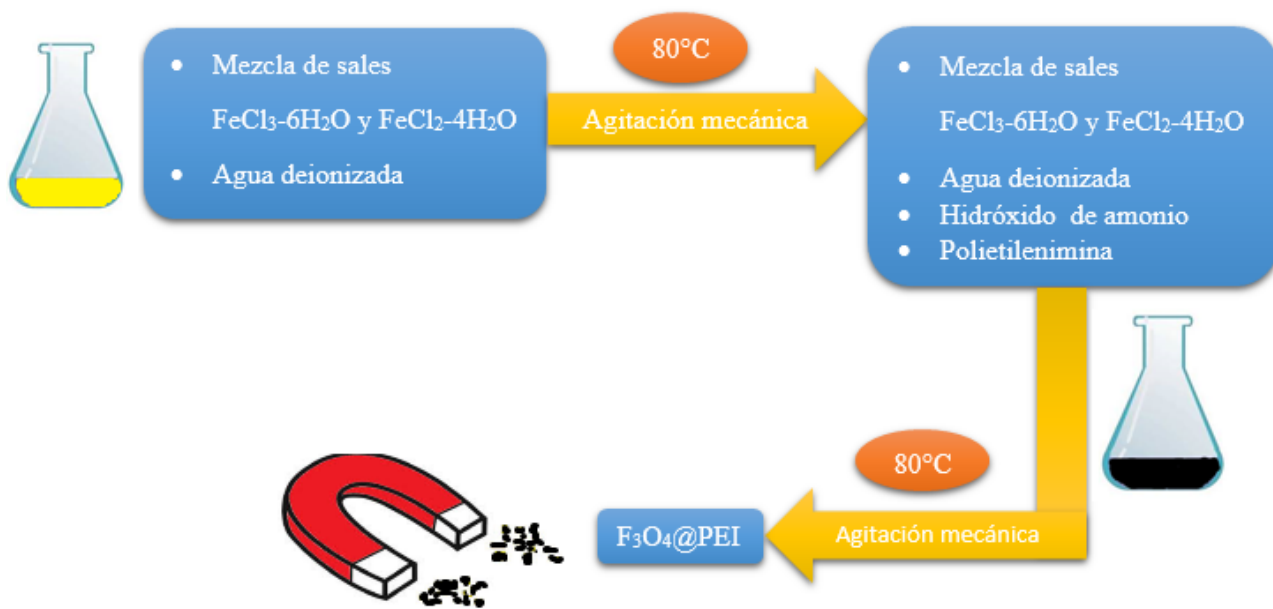 • Mezcla de sales
FeCl₃-6H₂O y FeCl₂-4H₂O
• Agua deionizada
80°C
Agitación mecánica
• Mezcla de sales
FeCl₃-6H₂O y FeCl₂-4H₂O
• Agua deionizada
• Hidróxido de amonio
• Polietilenimina
80°C
Agitación mecánica
F₃O₄@PEI